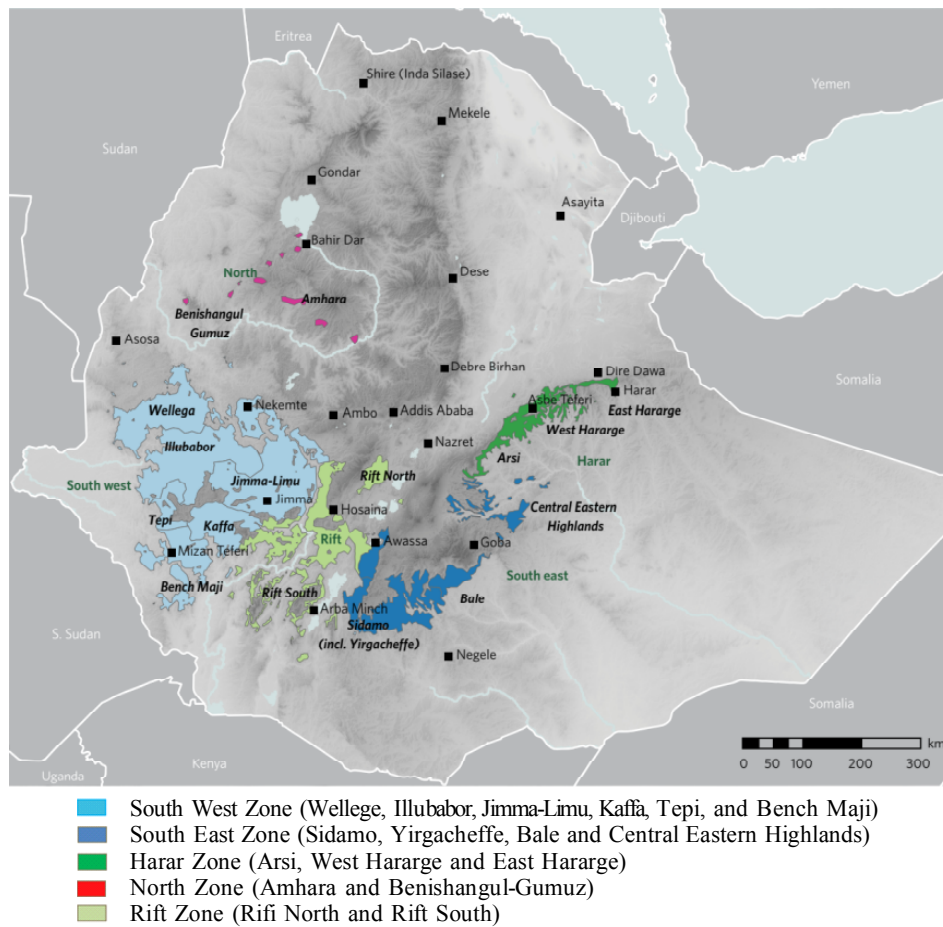 Eritrea
Shire (Inda Silase)
Yemen
Mekele
Sudan
Gondar
Asayita
Djibouti
Bahir Dar
North
Dese
Amhara
Benishangul
Gumuz
Asosa
Debre Birhan
Dire Dawa
Somalia
Harar
Asbe Teferi
East Hararge
Wellega
Nekemte
Ambo
Addis Ababa
West Hararge
Illubabor
Nazret
Arsi
Harar
Rift North
South west
Jimma-Limu
Jimma
Hosaina
Central Eastern
Highlands
Tepi
Kaffa
Rift
Awassa
Goba
Mizan Teferi
South east
Bench Maji
Rift South
Bule
Arba Minch
Sidamo
(incl. Yirgacheffe)
S. Sudan
Negele
Somalia
Kenya
Uganda
km
0 50 100 200 300
South West Zone (Wellege, Illubabor, Jimma-Limu, Kaffa, Tepi, and Bench Maji)
South East Zone (Sidamo, Yirgacheffe, Bale and Central Eastern Highlands)
Harar Zone (Arsi, West Hararge and East Hararge)
North Zone (Amhara and Benishangul-Gumuz)
Rift Zone (Rifi North and Rift South)